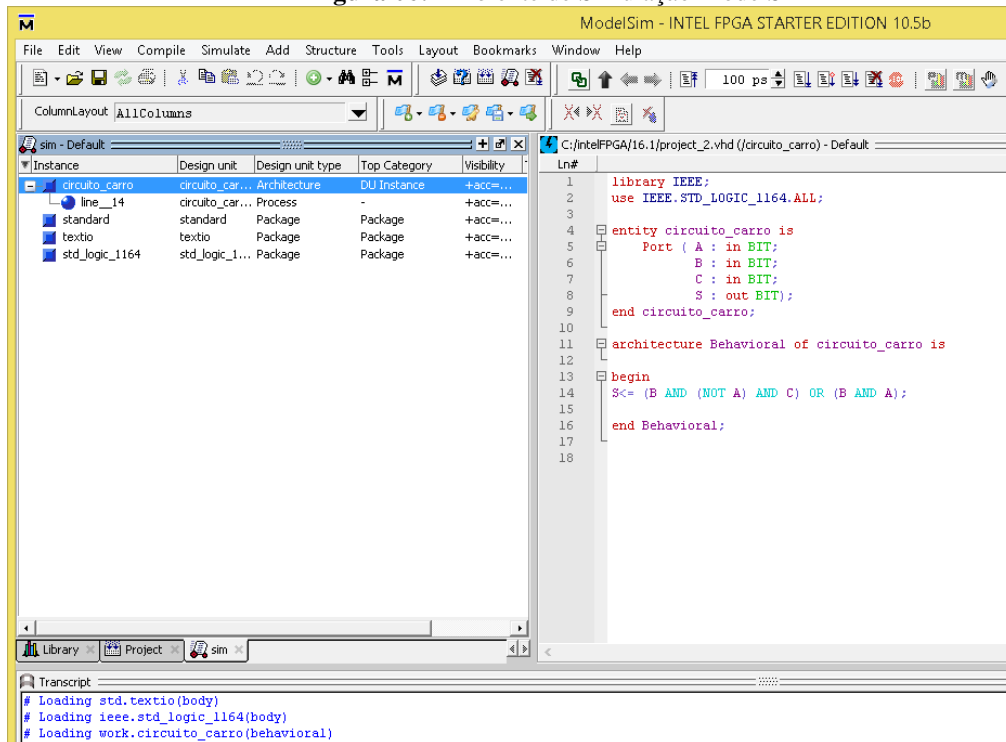 ModelSim - INTEL FPGA STARTER EDITION 10.5b
File Edit View Compile Simulate Add Structure Tools Layout Bookmarks Window Help
100 ps
ColumnLayout AllColumns
sim - Default
Instance Design unit Design unit type Top Category Visibility
circuito_carro circuito_car... Architecture DU Instance +acc=...
line__14 circuito_car... Process - +acc=...
standard standard Package Package +acc=...
textio textio Package Package +acc=...
std_logic_1164 std_logic_1... Package Package +acc=...
Library Project sim
C:/intelFPGA/16.1/project_2.vhd (/circuito_carro) - Default
Ln#
1 library IEEE;
2 use IEEE.STD_LOGIC_1164.ALL;
3
4 entity circuito_carro is
5 Port ( A : in BIT;
6 B : in BIT;
7 C : in BIT;
8 S : out BIT);
9 end circuito_carro;
10
11 architecture Behavioral of circuito_carro is
12
13 begin
14 S<= (B AND (NOT A) AND C) OR (B AND A);
15
16 end Behavioral;
17
18
Transcript
# Loading std.textio(body)
# Loading ieee.std_logic_1164(body)
# Loading work.circuito_carro(behavioral)